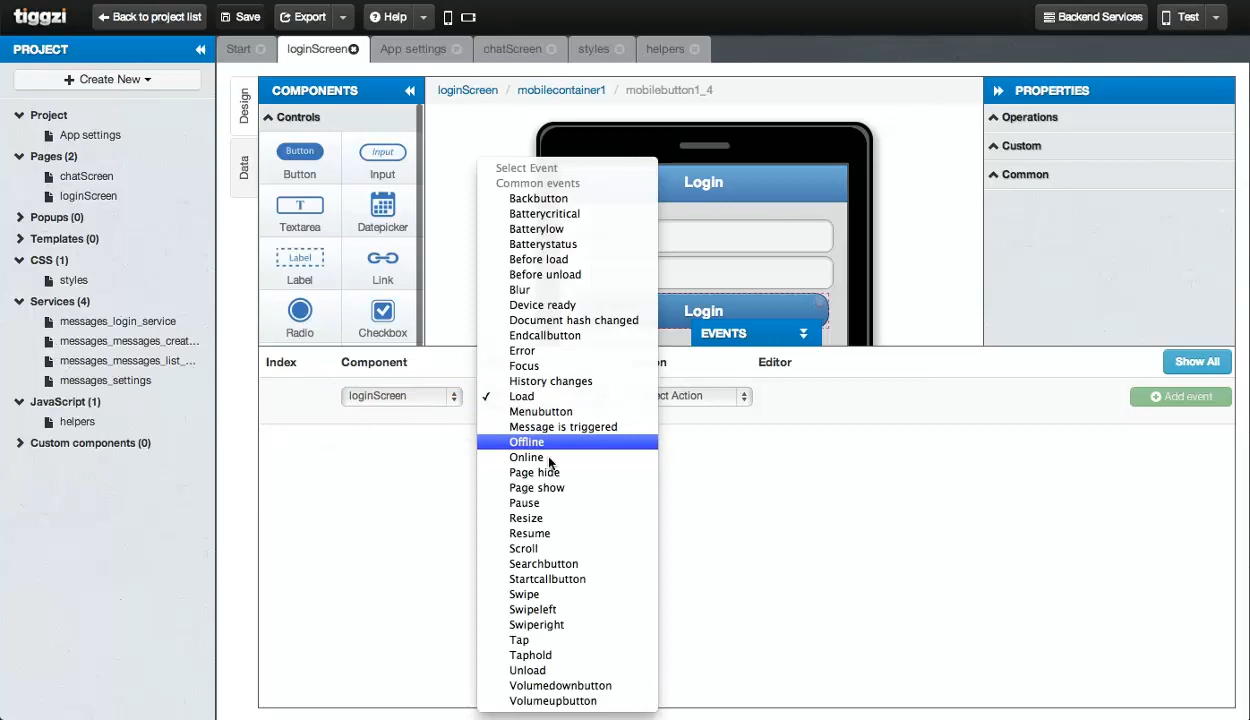 tiggzi
Back to project list
Save
Export
Help
Backend Services
Test
PROJECT
Start
loginScreen
App settings
chatScreen
styles
helpers
Create New
Project
App settings
Pages (2)
chatScreen
loginScreen
Popups (0)
Templates (0)
CSS (1)
styles
Services (4)
messages_login_service
messages_messages_creat...
messages_messages_list_...
messages_settings
JavaScript (1)
helpers
Custom components (0)
Design
Data
COMPONENTS
Controls
Button
Button
Input
Input
T
Textarea
Datepicker
Label
Label
Link
Radio
Checkbox
loginScreen / mobilecontainer1 / mobilebutton1_4
Login
Login
EVENTS
PROPERTIES
Operations
Custom
Common
Index
Component
Editor
Show All
loginScreen
ect Action
Add event
Select Event
Common events
Backbutton
Batterycritical
Batterylow
Batterystatus
Before load
Before unload
Blur
Device ready
Document hash changed
Endcallbutton
Error
Focus
History changes
Load
Menubutton
Message is triggered
Offline
Online
Page hide
Page show
Pause
Resize
Resume
Scroll
Searchbutton
Startcallbutton
Swipe
Swipeleft
Swiperight
Tap
Taphold
Unload
Volumedownbutton
Volumeupbutton